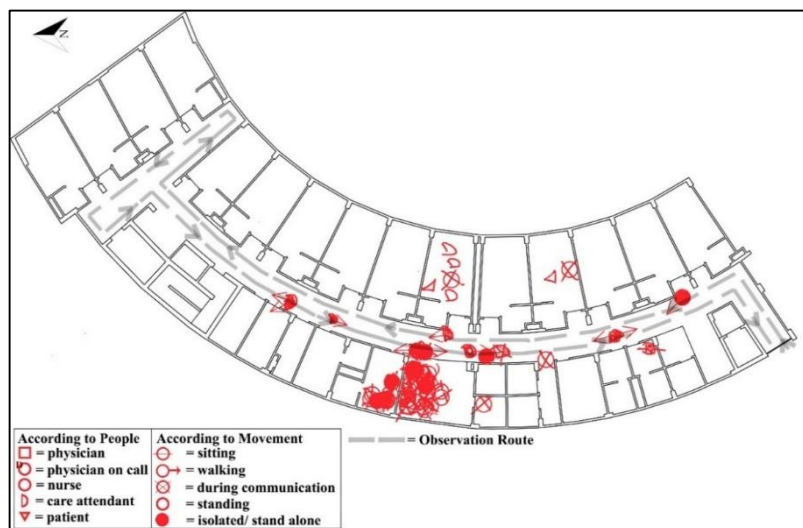 N
According to People
= physician
= physician on call
= nurse
= care attendant
= patient
According to Movement
= sitting
= walking
= during communication
= standing
= isolated/ stand alone
= Observation Route